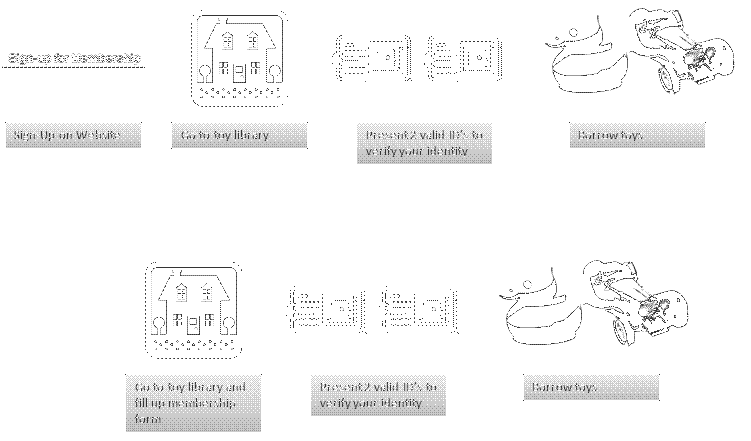 Sign-up for Membership
Sign Up on Website
Go to toy library
Present 2 valid ID's to
verify your identity
Borrow toys
Go to toy library and
fill up membership
form
Present 2 valid ID's to
verify your identity
Borrow toys